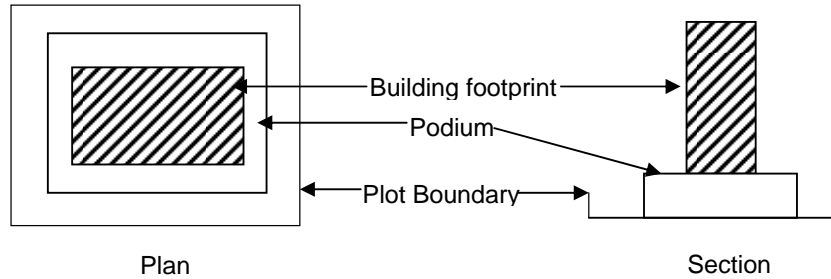 Building footprint
Podium
Plot Boundary
Plan
Section